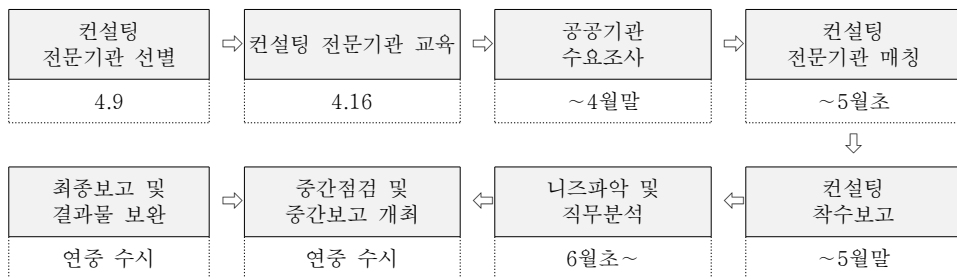 컨설팅
전문기관 선별
⇨
컨설팅 전문기관 교육
⇨
공공기관
수요조사
⇨
컨설팅
전문기관 매칭
4.9
4.16
～4월말
～5월초
⇩
최종보고 및
결과물 보완
⇨
중간점검 및
중간보고 개최
⇦
니즈파악 및
직무분석
⇦
컨설팅
착수보고
연중 수시
연중 수시
6월초～
～5월말